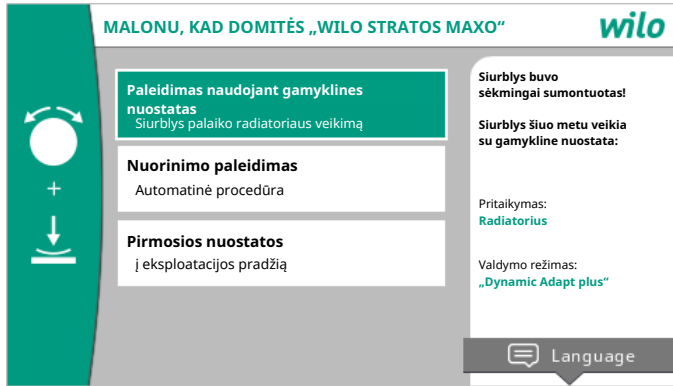 MALONU, KAD DOMITĖS „WILO STRATOS MAXO“
wilo
Paleidimas naudojant gamyklines
nuostatas
Siurblys palaiko radiatoriaus veikimą
Nuorinimo paleidimas
Automatinė procedūra
Pirmosios nuostatos
į eksploatacijos pradžią
+
Siurblys buvo
sėkmingai sumontuotas!
Siurblys šiuo metu veikia
su gamykline nuostata:
Pritaikymas:
Radiatorius
Valdymo režimas:
„Dynamic Adapt plus“
Language